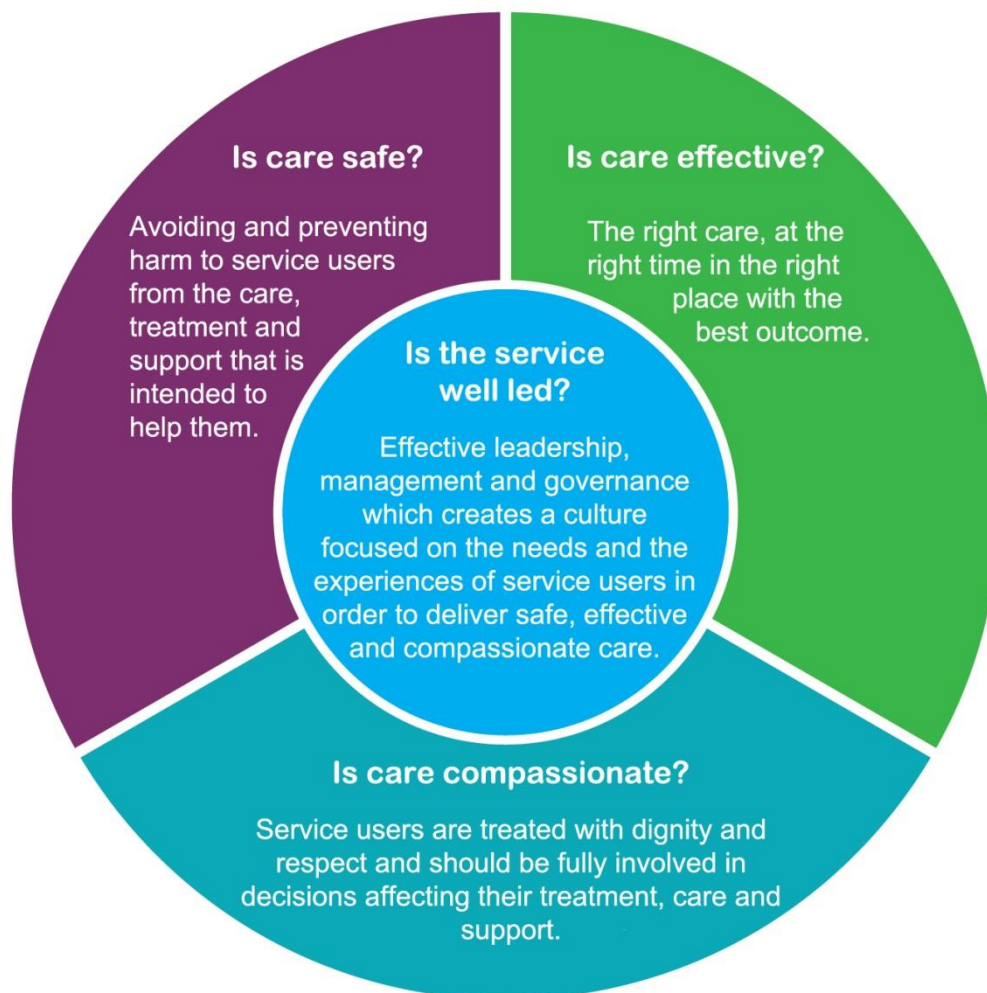 Is care safe?
Avoiding and preventing
harm to service users
from the care,
treatment and
support that is
intended to
help them.
Is care effective?
The right care, at the
right time in the right
place with the
best outcome.
Is the service
well led?
Effective leadership,
management and governance
which creates a culture
focused on the needs and the
experiences of service users in
order to deliver safe, effective
and compassionate care.
Is care compassionate?
Service users are treated with dignity and
respect and should be fully involved in
decisions affecting their treatment, care and
support.